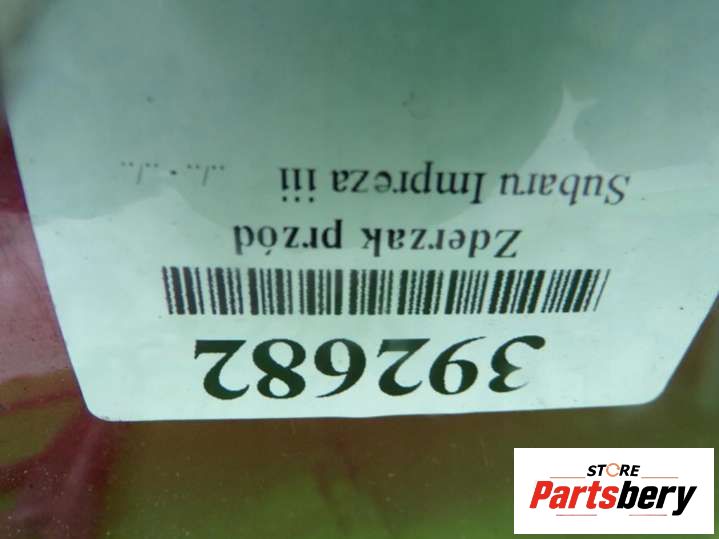 392682
Zderzak przód
Subaru Impreza iii
STORE
Partsbery